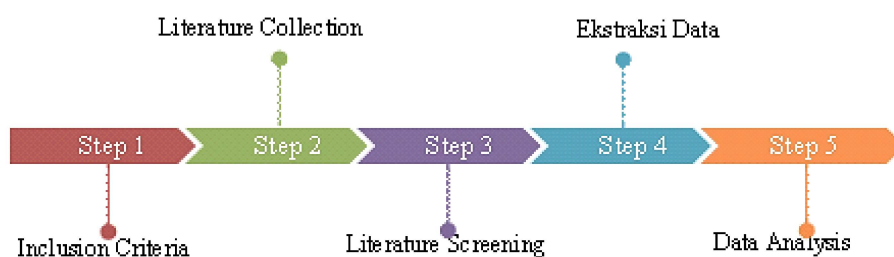 Literature Collection
Ekstraksi Data
Step 1
Step 2
Step 3
Step 4
Step 5
Inclusion Criteria
Literature Screening
Data Analysis